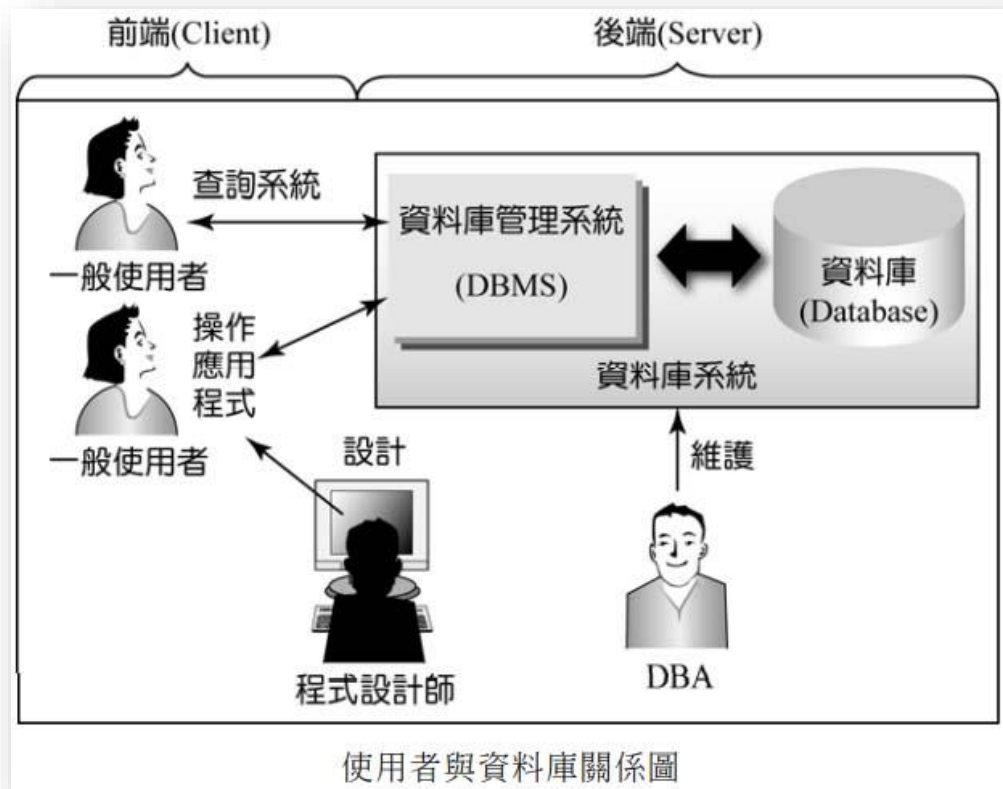 前端(Client)
後端(Server)
查詢系統
一般使用者
資料庫管理系統
(DBMS)
資料庫
(Database)
資料庫系統
操作
應用
程式
一般使用者
設計
程式設計師
維護
DBA
使用者與資料庫關係圖